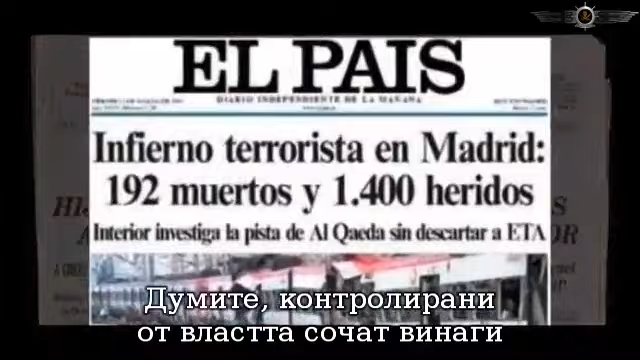 EL PAIS
DIARIO INDEPENDIENTE DE LA MAÑANA
Infierno terrorista en Madrid:
192 muertos y 1.400 heridos
Interior investiga la pista de Al Qaeda sin descartar a ETA
Думите, контролирани
от властта сочат винаги